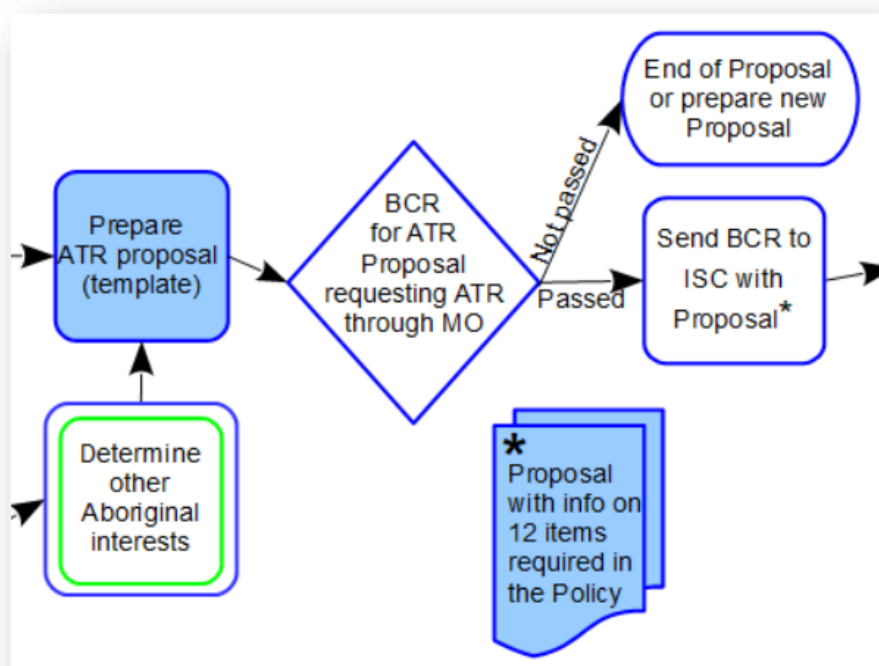 Prepare
ATR proposal
(template)
Determine
other
Aboriginal
interests
BCR
for ATR
Proposal
requesting ATR
through MO
Not passed
Passed
End of Proposal
or prepare new
Proposal
Send BCR to
ISC with
Proposal*
*
Proposal
with info on
12 items
required in
the Policy